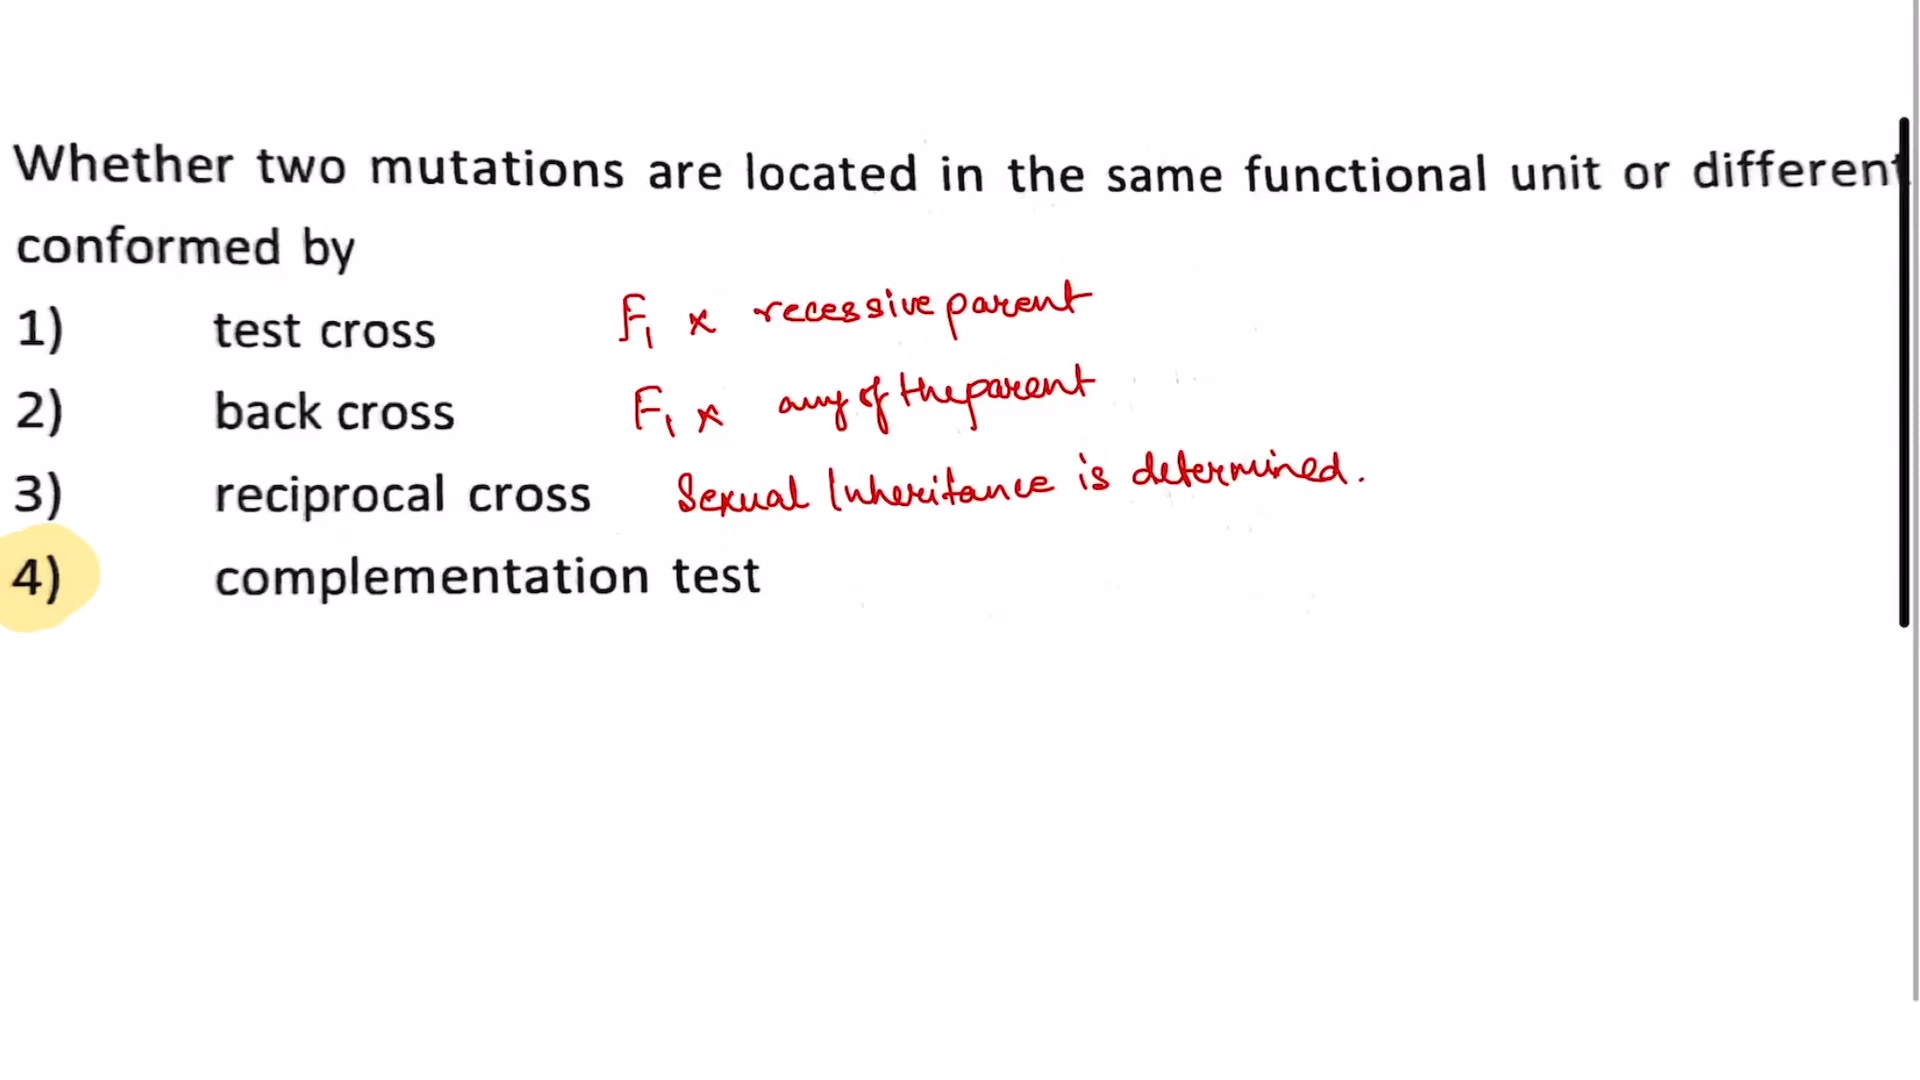 Whether two mutations are located in the same functional unit or different
conformed by
1) test cross F1 x recessive parent
2) back cross F1 x any of the parent
3) reciprocal cross Sexual Inheritance is determined.
4) complementation test